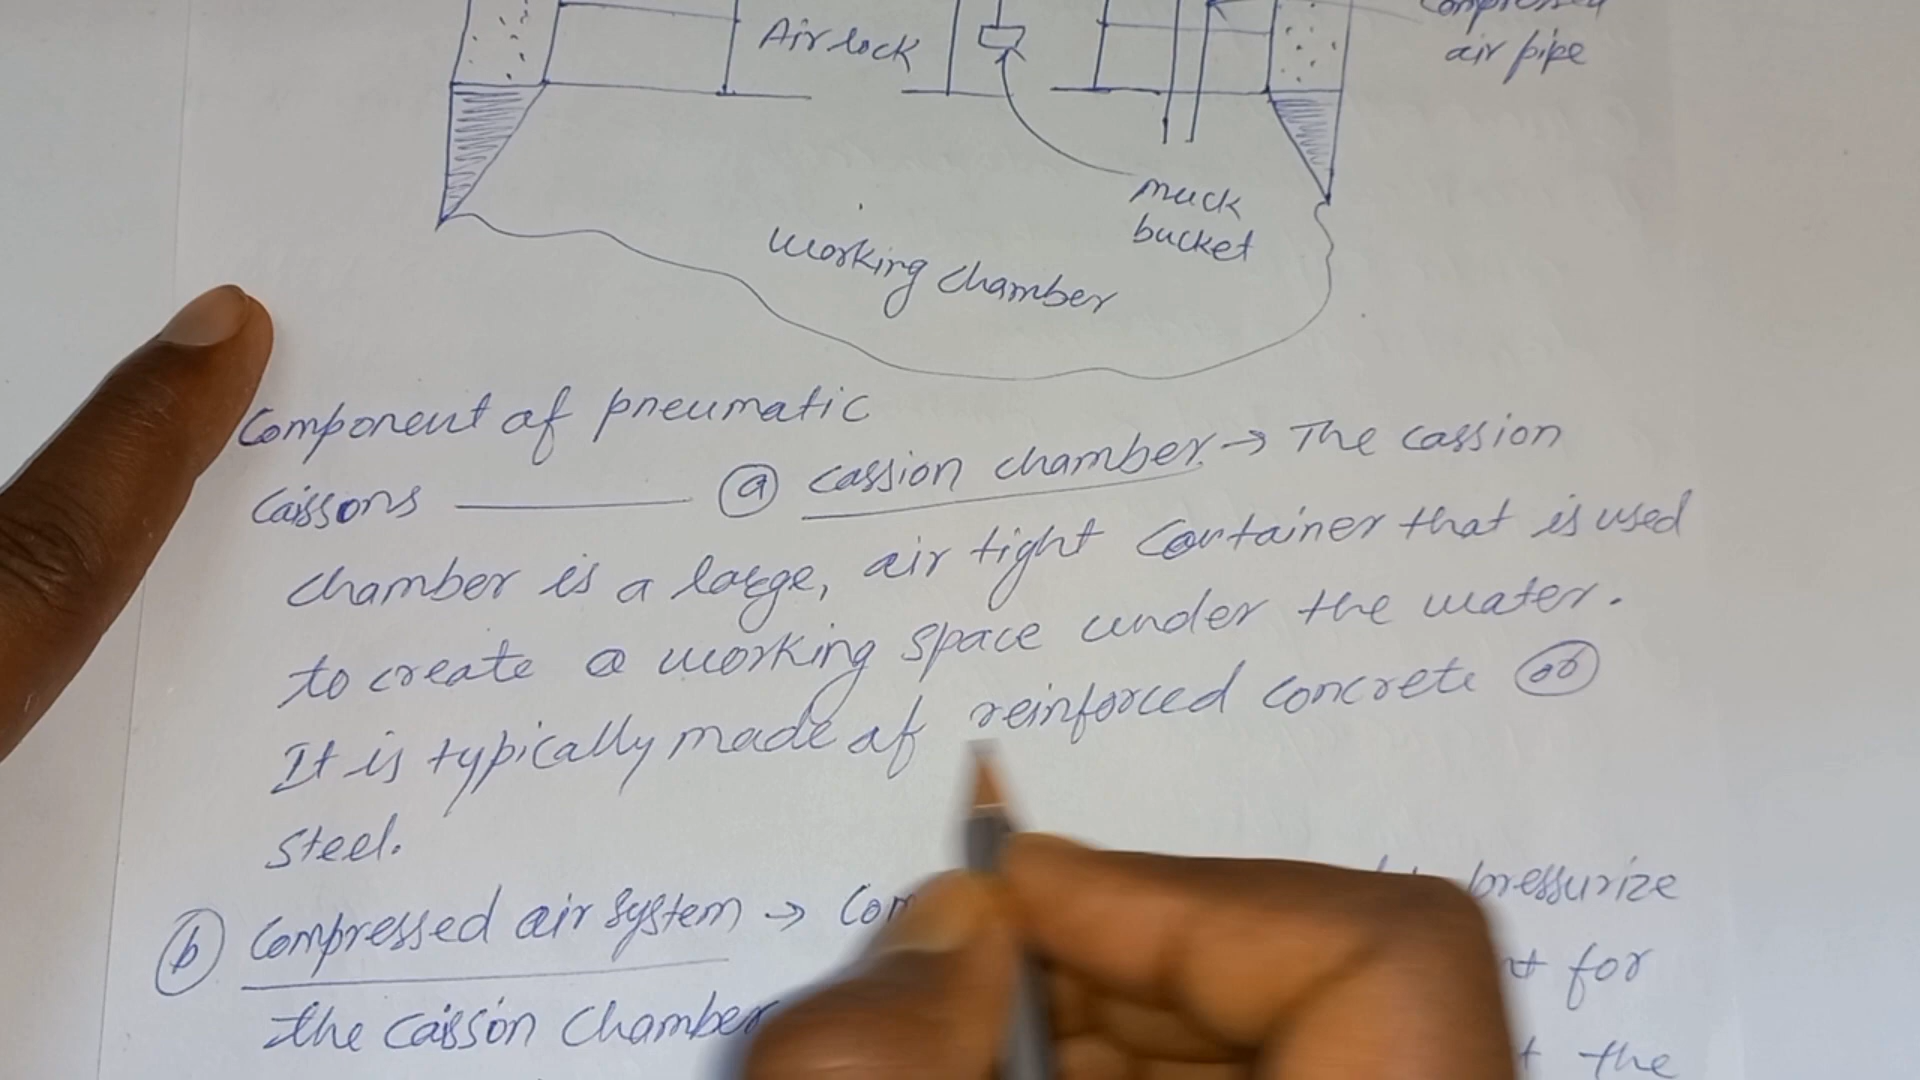 Compressed
air pipe
Air lock
muck
bucket
working chamber
Component of pneumatic
Caissons ——— (a) cassion chamber → The cassion
chamber is a large, air tight container that is used
to create a working space under the water.
It is typically made of reinforced concrete (or)
steel.
(b) Compressed air system → pressurize
the caisson chamber for
the